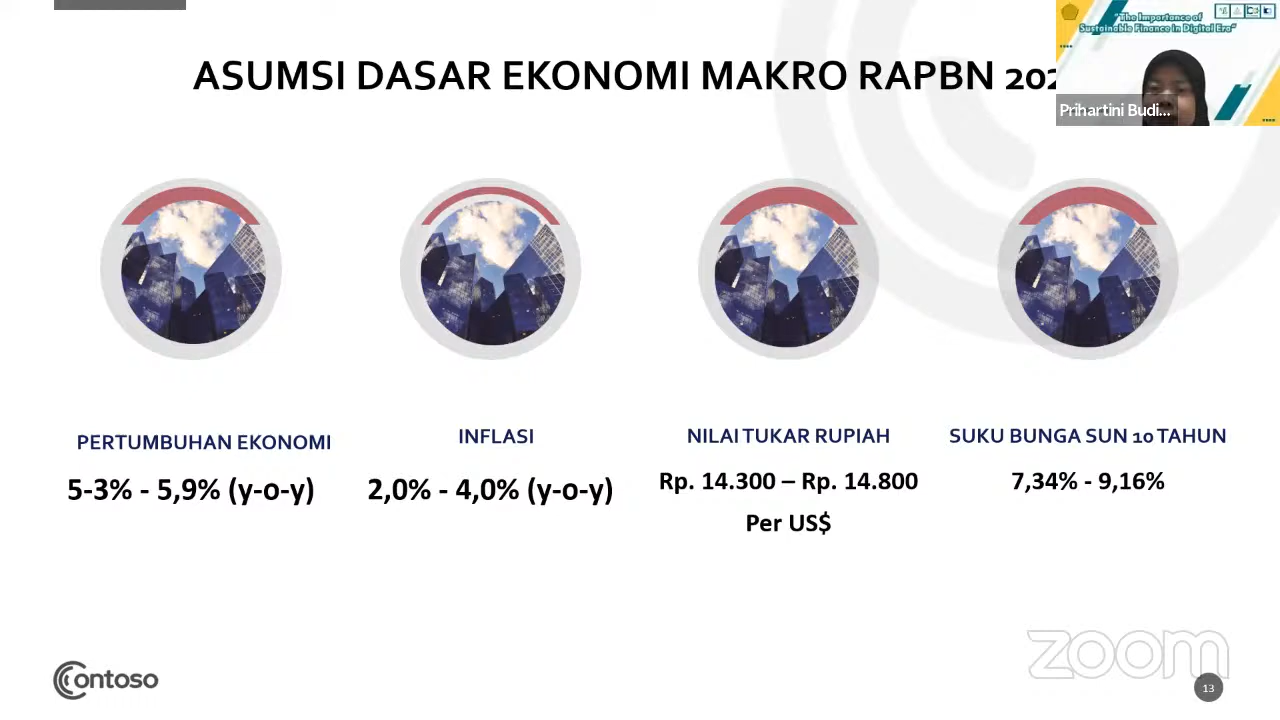 ASUMSI DASAR EKONOMI MAKRO RAPBN
"The Importance of
Sustainable Finance in Digital Era"
Prihartini Budi...
PERTUMBUHAN EKONOMI
5-3% - 5,9% (y-o-y)
INFLASI
2,0% - 4,0% (y-o-y)
NILAI TUKAR RUPIAH
Rp. 14.300 – Rp. 14.800
Per US$
SUKU BUNGA SUN 10 TAHUN
7,34% - 9,16%
Contoso
zoom
13